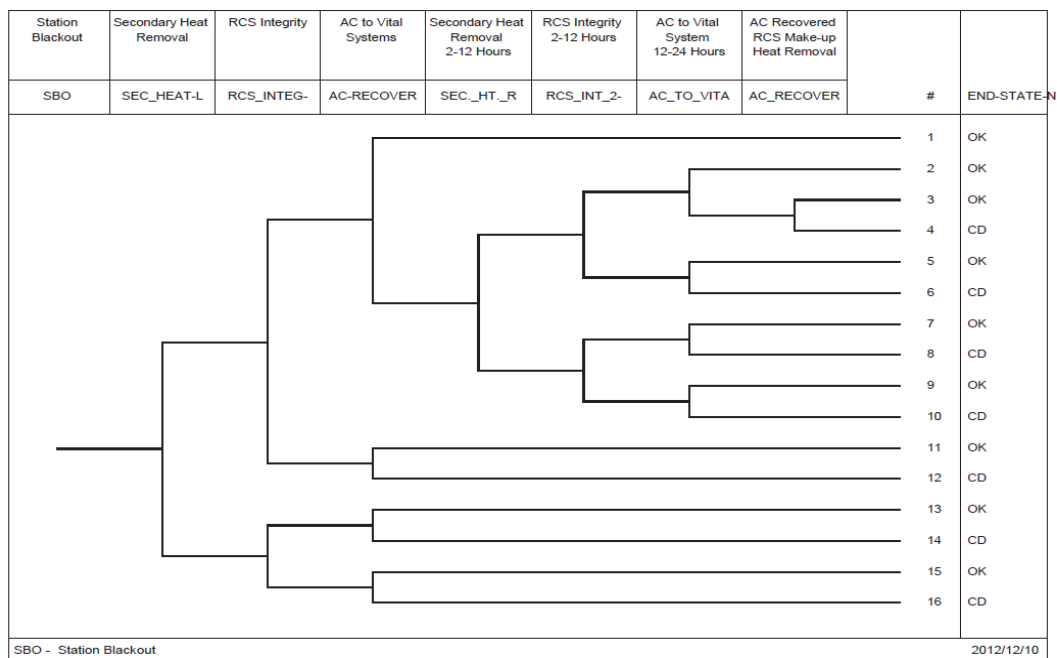 Station Blackout
Secondary Heat Removal
RCS Integrity
AC to Vital Systems
Secondary Heat Removal 2-12 Hours
RCS Integrity 2-12 Hours
AC to Vital System 12-24 Hours
AC Recovered RCS Make-up Heat Removal
SBO SEC_HEAT-L RCS_INTEG- AC-RECOVER SEC._HT._R RCS_INT_2- AC_TO_VITA AC_RECOVER # END-STATE-N
1 OK
2 OK
3 OK
4 CD
5 OK
6 CD
7 OK
8 CD
9 OK
10 CD
11 OK
12 CD
13 OK
14 CD
15 OK
16 CD
SBO - Station Blackout 2012/12/10